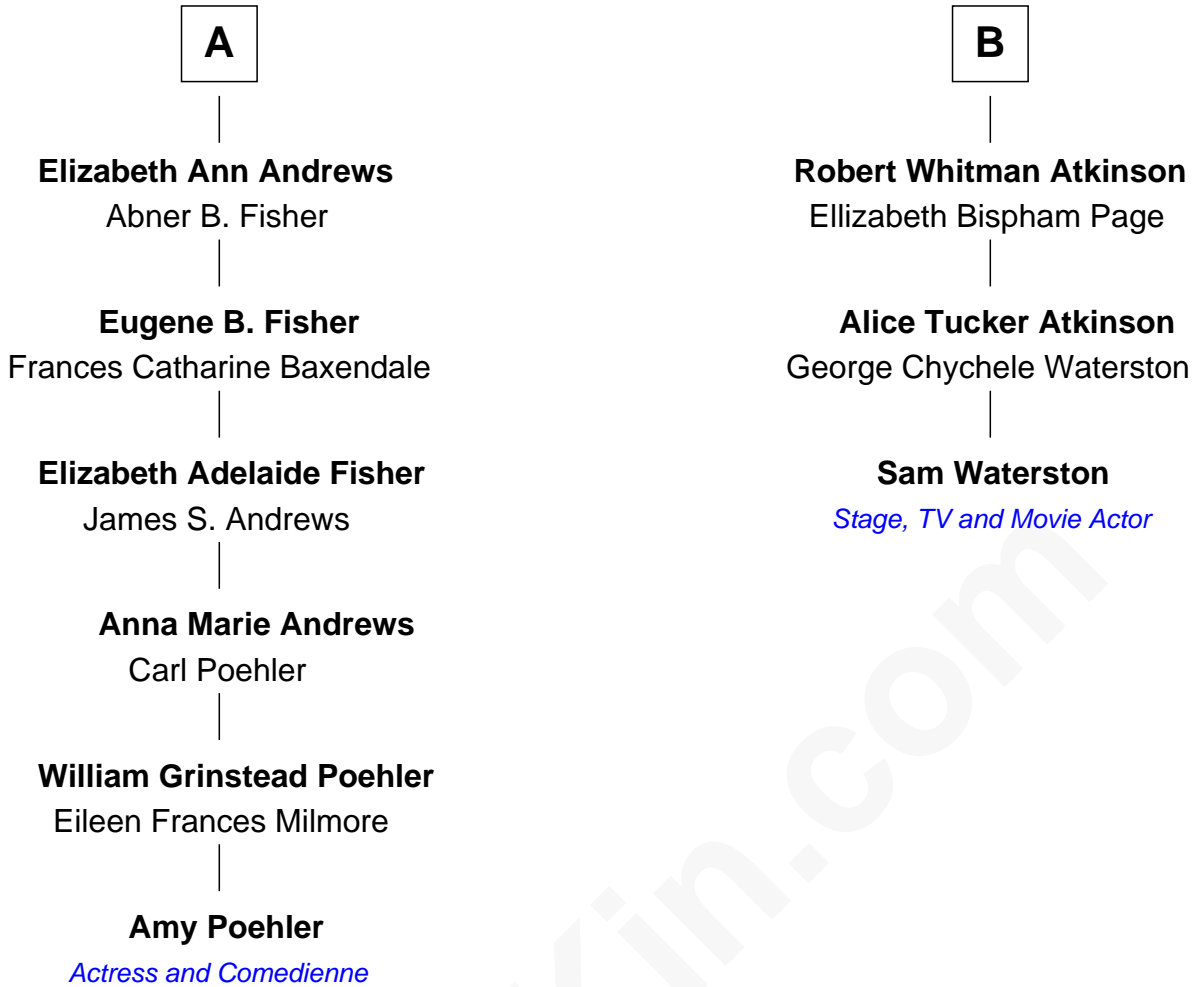 A
Elizabeth Ann Andrews
Abner B. Fisher
Eugene B. Fisher
Frances Catharine Baxendale
Elizabeth Adelaide Fisher
James S. Andrews
Anna Marie Andrews
Carl Poehler
William Grinstead Poehler
Eileen Frances Milmore
Amy Poehler
Actress and Comedienne
B
Robert Whitman Atkinson
Ellizabeth Bispham Page
Alice Tucker Atkinson
George Chychele Waterston
Sam Waterston
Stage, TV and Movie Actor
Kin.com